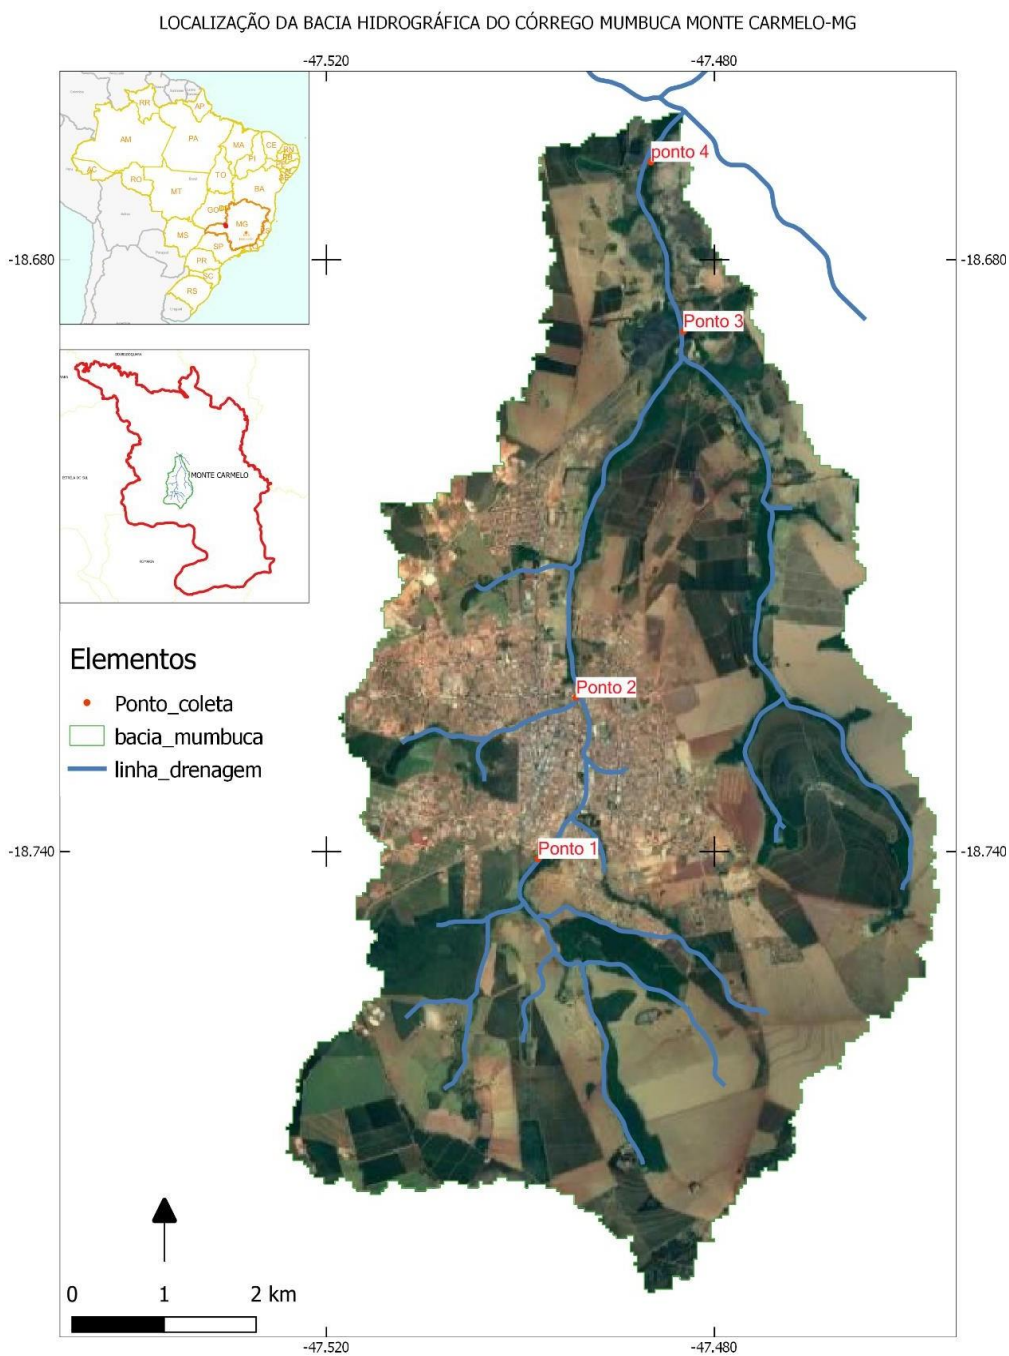 LOCALIZAÇÃO DA BACIA HIDROGRÁFICA DO CÓRREGO MUMBUCA MONTE CARMELO-MG
-47.520
-47.480
RR
AP
AM
PA
MA
CE
RN
PI
AC
RO
TO
MT
BA
GO
MG
MS
SP
PR
SC
RS
ponto 4
-18.680
-18.680
Ponto 3
MONTE CARMELO
Elementos
Ponto_coleta
bacia_mumbuca
linha_drenagem
Ponto 2
-18.740
Ponto 1
-18.740
0
1
2 km
-47.520
-47.480